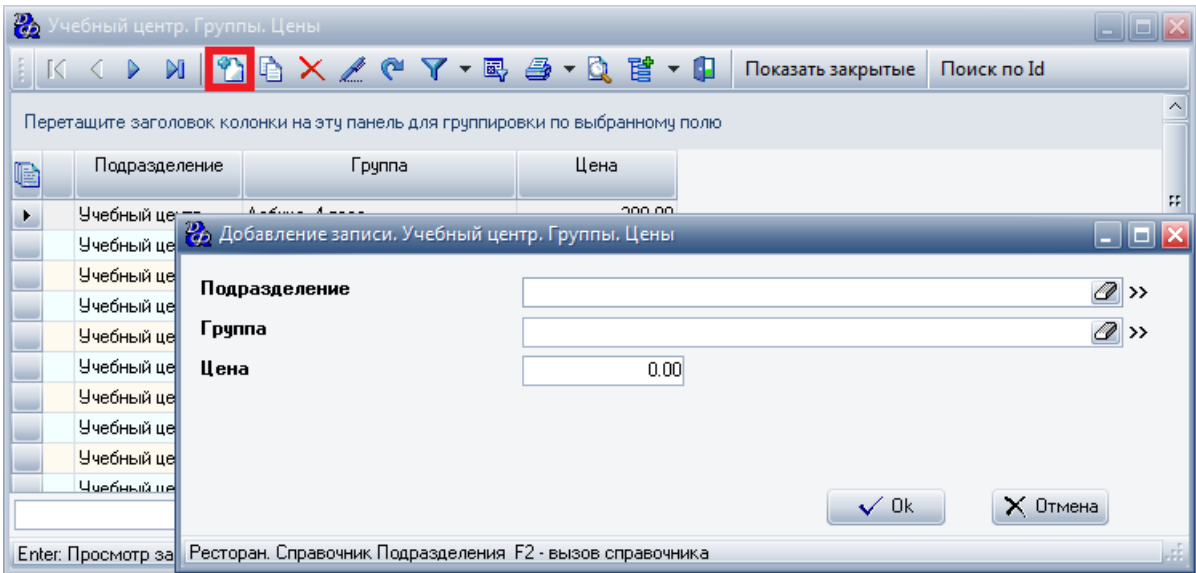 Учебный центр. Группы. Цены
Показать закрытые Поиск по Id
Перетащите заголовок колонки на эту панель для группировки по выбранному полю
Подразделение Группа Цена
Учебный
Добавление записи. Учебный центр. Группы. Цены
Учебный це
Учебный це
Подразделение >>
Учебный це
Группа >>
Учебный це
Цена 0.00
Учебный це
Учебный це
Учебный це
Учебный це
Учебный це
Ok Отмена
Enter: Просмотр за
Ресторан. Справочник Подразделения F2 - вызов справочника